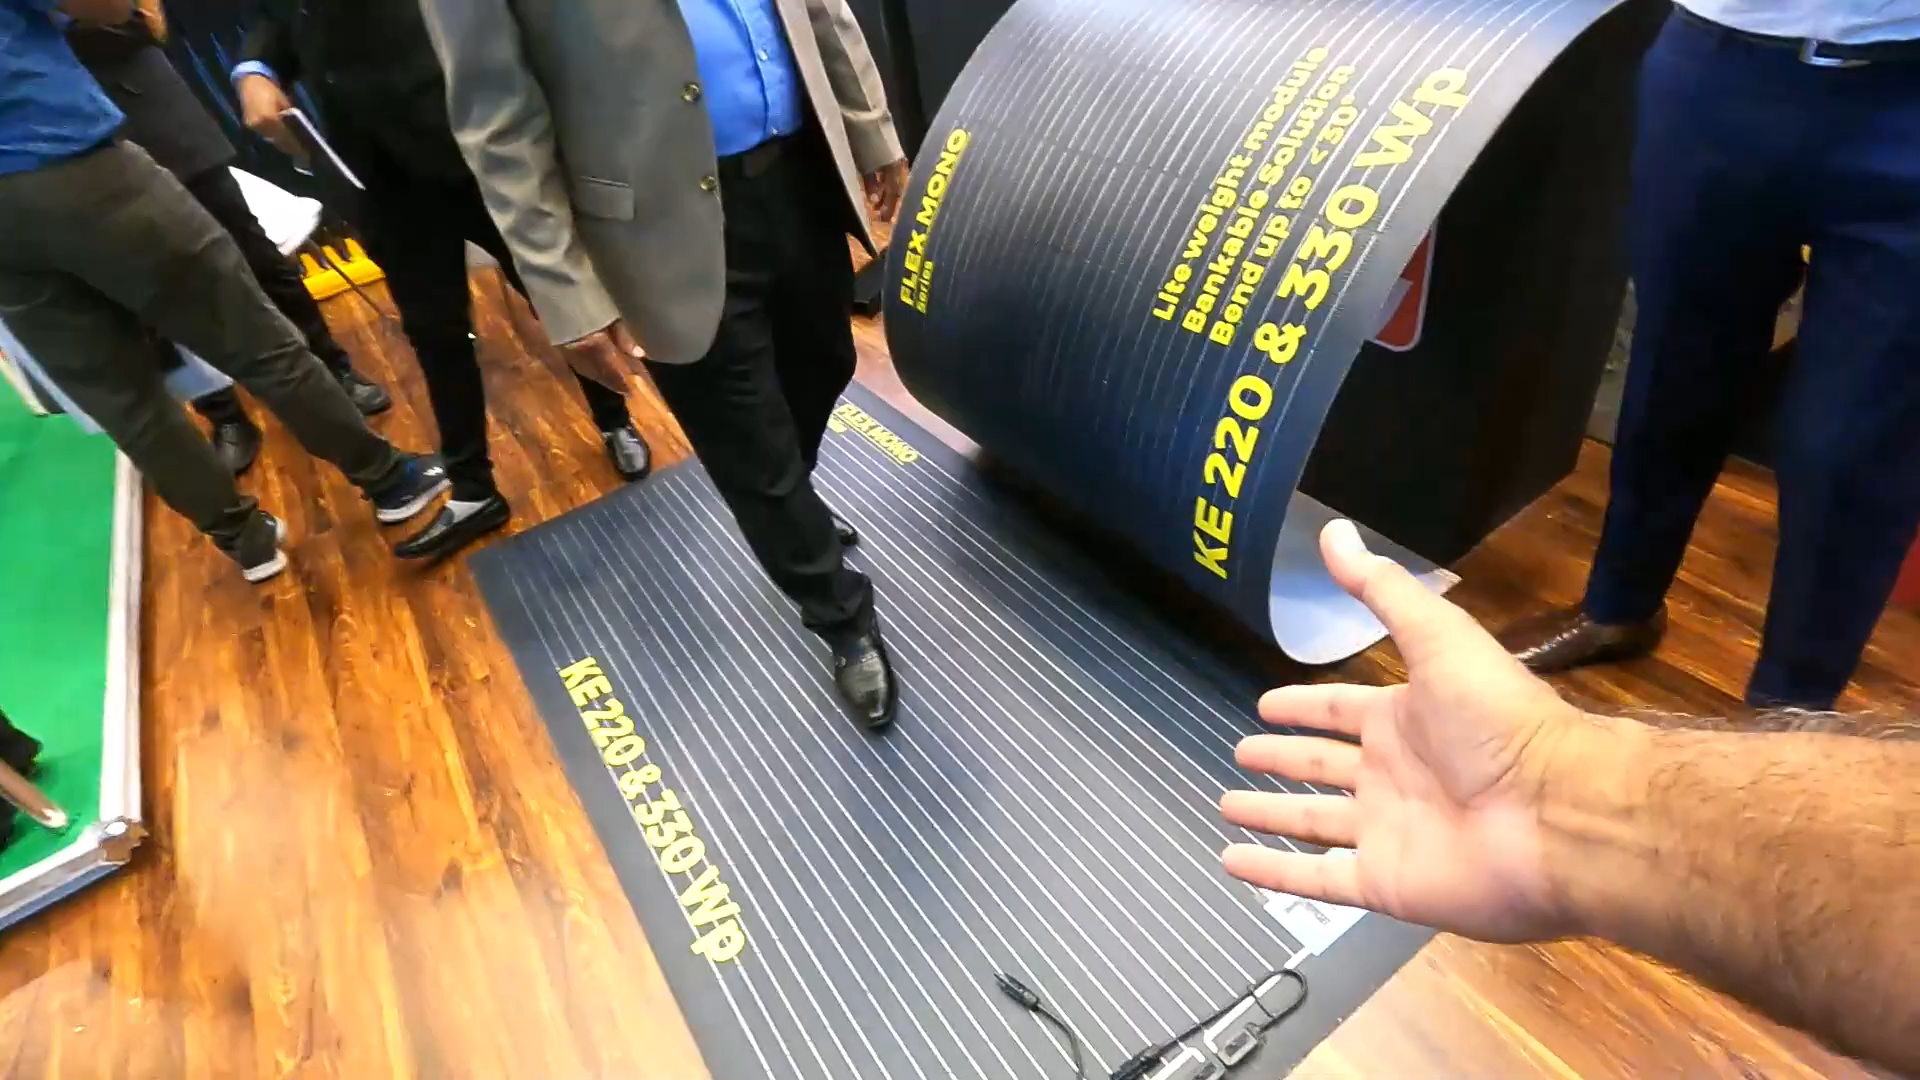 FLEX MONO
series
Lite weight module
Bankable Solution
Bend up to <30°
KE 220 & 330 Wp
FLEX MONO
KE 220 & 330 Wp